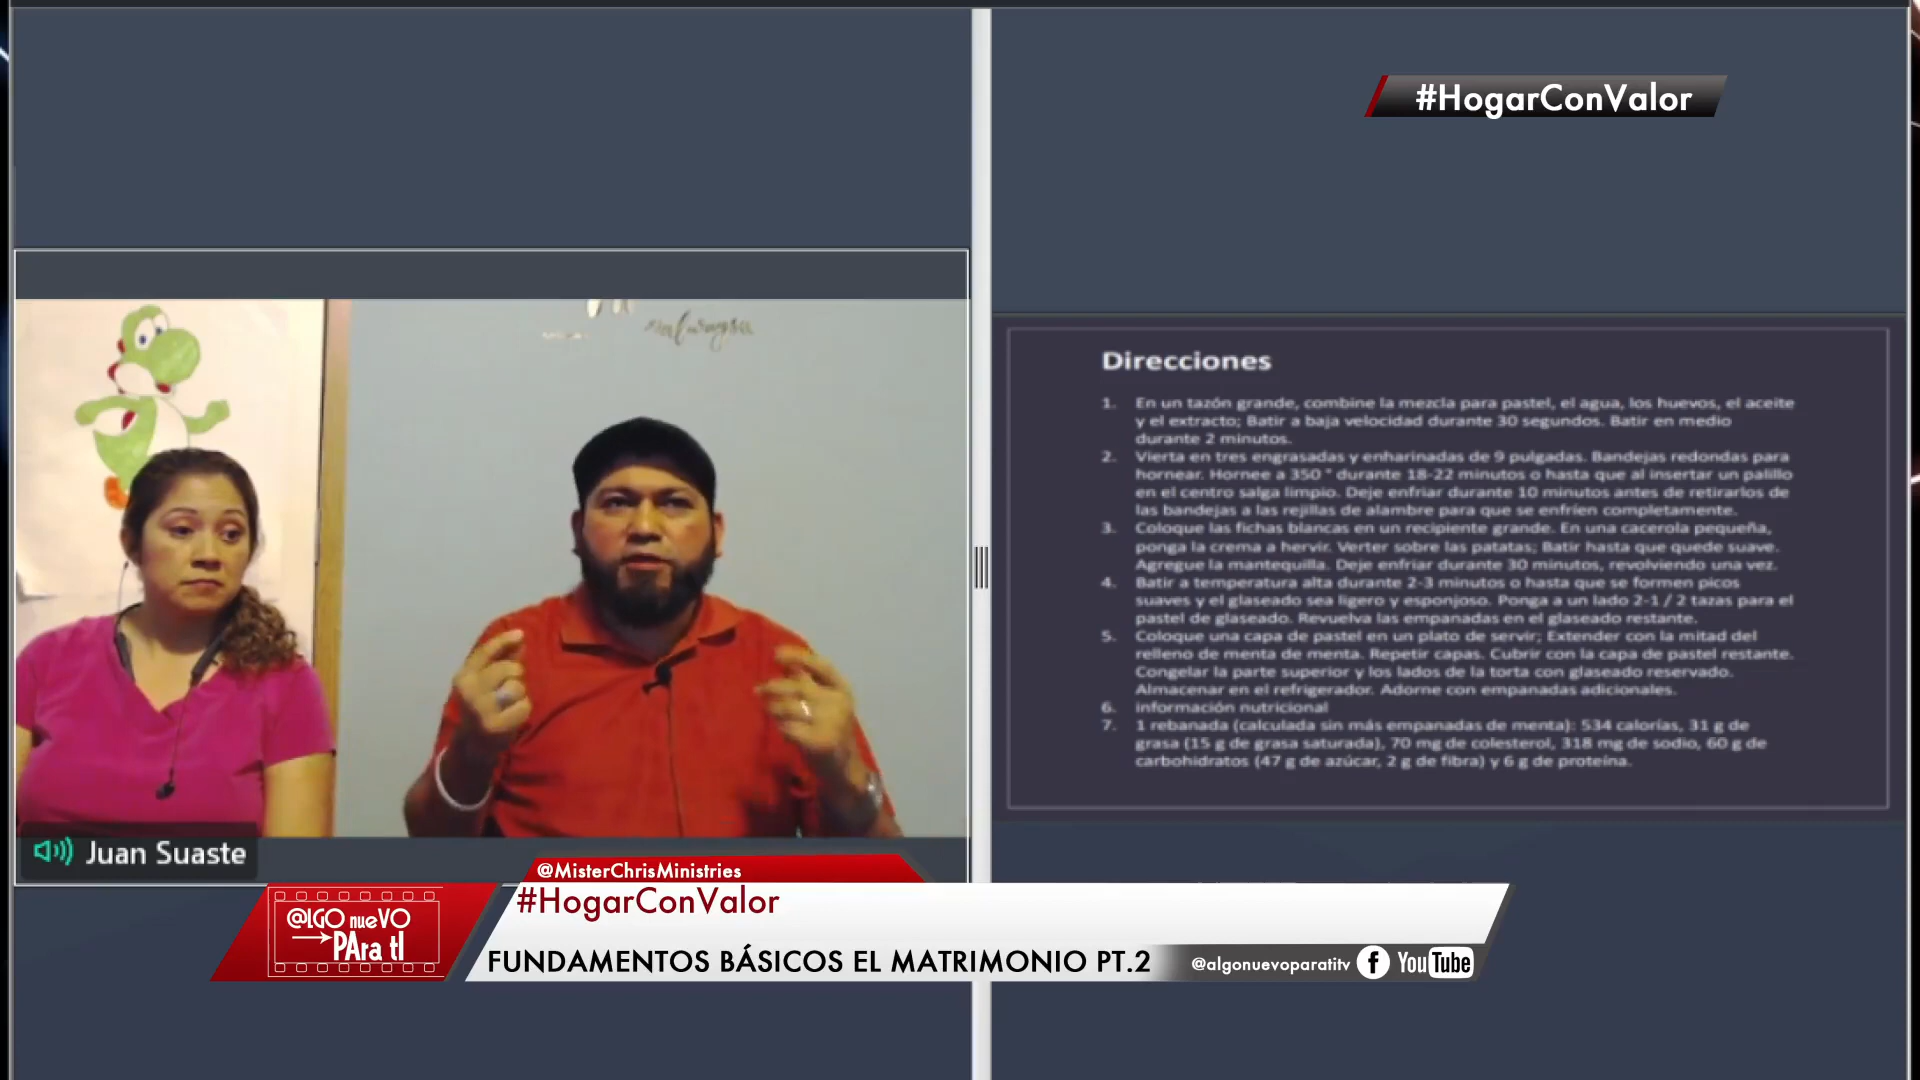 #HogarConValor
Direcciones
1. En un tazón grande, combine la mezcla para pastel, el agua, los huevos, el aceite
y el extracto; Batir a baja velocidad durante 30 segundos. Batir en medio
durante 2 minutos.
2. Vierta en tres engrasadas y enharinadas de 9 pulgadas. Bandejas redondas para
hornear. Hornee a 350 ° durante 18-22 minutos o hasta que al insertar un palillo
en el centro salga limpio. Deje enfriar durante 10 minutos antes de retirarlos de
las bandejas a las rejillas de alambre para que se enfríen completamente.
3. Coloque las fichas blancas en un recipiente grande. En una cacerola pequeña,
ponga la crema a hervir. Verter sobre las patatas; Batir hasta que quede suave.
Agregue la mantequilla. Deje enfriar durante 30 minutos, revolviendo una vez.
4. Batir a temperatura alta durante 2-3 minutos o hasta que se formen picos
suaves y el glaseado sea ligero y esponjoso. Ponga a un lado 2-1 / 2 tazas para el
pastel de glaseado. Revuelva las empanadas en el glaseado restante.
5. Coloque una capa de pastel en un plato de servir; Extender con la mitad del
relleno de menta de menta. Repetir capas. Cubrir con la capa de pastel restante.
Congelar la parte superior y los lados de la torta con glaseado reservado.
Almacenar en el refrigerador. Adorne con empanadas adicionales.
6. información nutricional
7. 1 rebanada (calculada sin más empanadas de menta): 534 calorías, 31 g de
grasa (15 g de grasa saturada), 70 mg de colesterol, 318 mg de sodio, 60 g de
carbohidratos (47 g de azúcar, 2 g de fibra) y 6 g de proteína.
Juan Suaste
@MisterChrisMinistries
#HogarConValor
@LGO nueVO
PAra tI
FUNDAMENTOS BÁSICOS EL MATRIMONIO PT.2
@algonuevoparatitv f YouTube